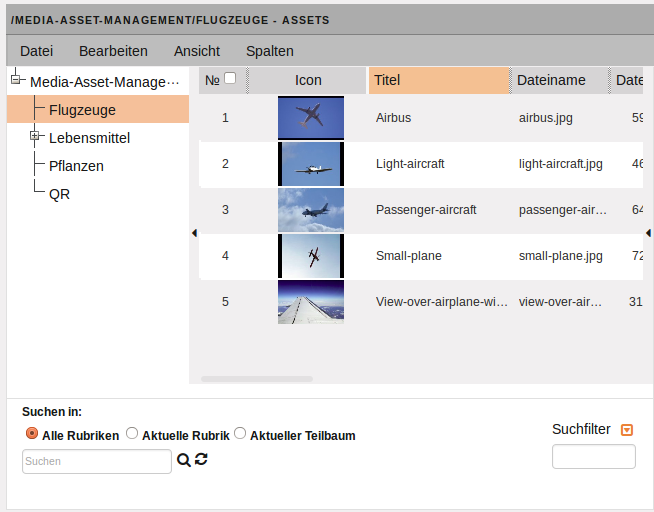 /MEDIA-ASSET-MANAGEMENT/FLUGZEUGE - ASSETS
Datei Bearbeiten Ansicht Spalten
Media-Asset-Manage···
Flugzeuge
Lebensmittel
Pflanzen
QR
№ Icon Titel Dateiname Date
1 Airbus airbus.jpg 59
2 Light-aircraft light-aircraft.jpg 46
3 Passenger-aircraft passenger-air... 64
4 Small-plane small-plane.jpg 72
5 View-over-airplane-wi... view-over-air... 31
Suchen in:
Alle Rubriken Aktuelle Rubrik Aktueller Teilbaum
Suchen
Suchfilter